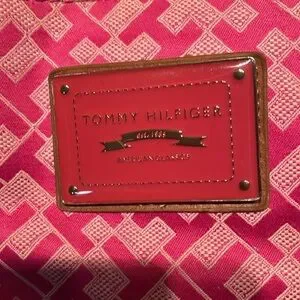 TOMMY HILFIGER
EST. 1985
AMERICAN CLASSICS